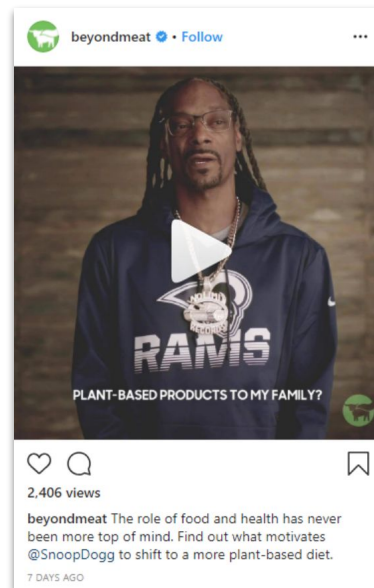 beyondmeat • Follow
RAMS
PLANT-BASED PRODUCTS TO MY FAMILY?
2,406 views
beyondmeat The role of food and health has never
been more top of mind. Find out what motivates
@SnoopDogg to shift to a more plant-based diet.
7 DAYS AGO